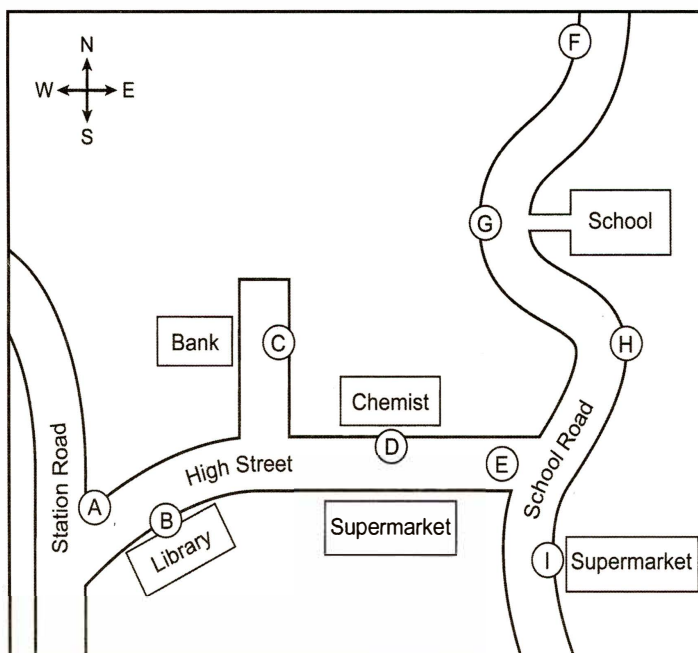 F
N
W E
S
G
School
Bank
C
H
Chemist
D
High Street
E
School Road
Station Road
A
B
Library
Supermarket
I
Supermarket